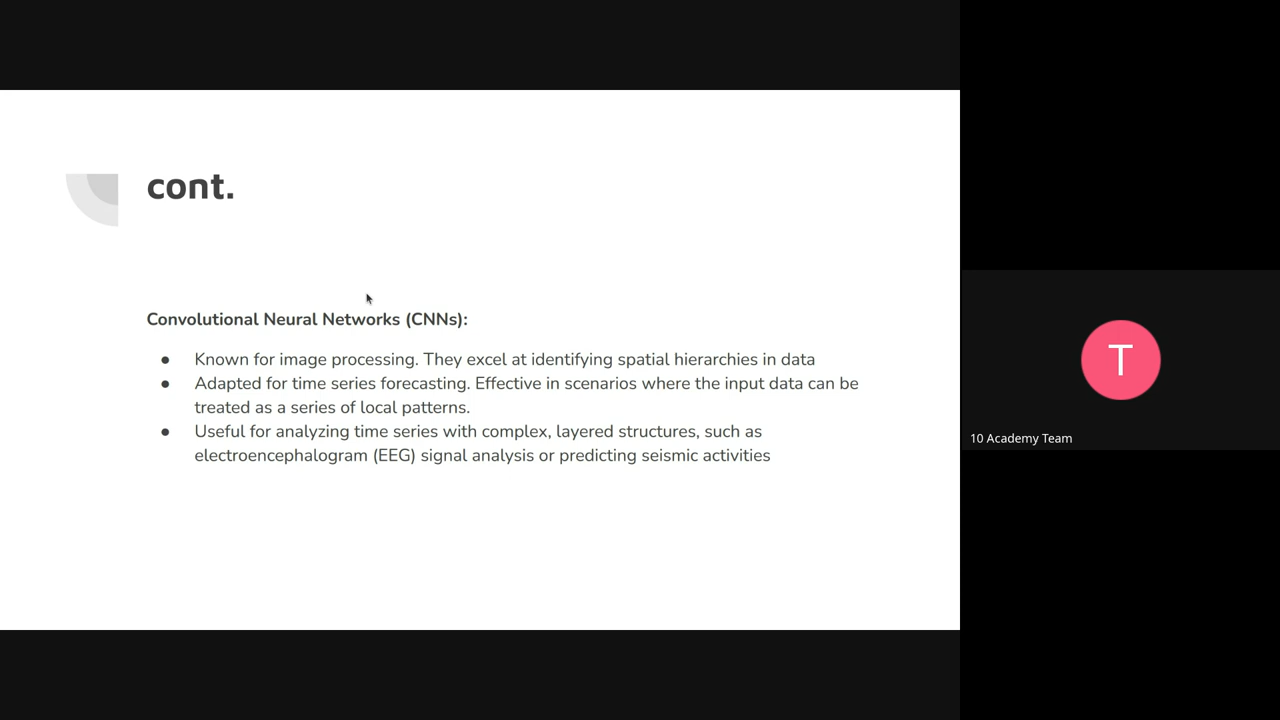 cont.
Convolutional Neural Networks (CNNs):
● Known for image processing. They excel at identifying spatial hierarchies in data
● Adapted for time series forecasting. Effective in scenarios where the input data can be
treated as a series of local patterns.
● Useful for analyzing time series with complex, layered structures, such as
electroencephalogram (EEG) signal analysis or predicting seismic activities
T
10 Academy Team